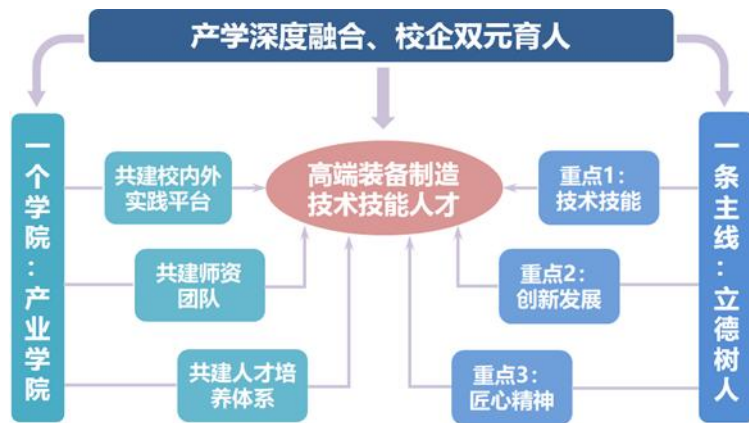 产学深度融合、校企双元育人
一个学院：产业学院
共建校内外
实践平台
共建师资
团队
共建人才培
养体系
高端装备制造
技术技能人才
重点1：
技术技能
重点2：
创新发展
重点3：
匠心精神
一条主线：立德树人